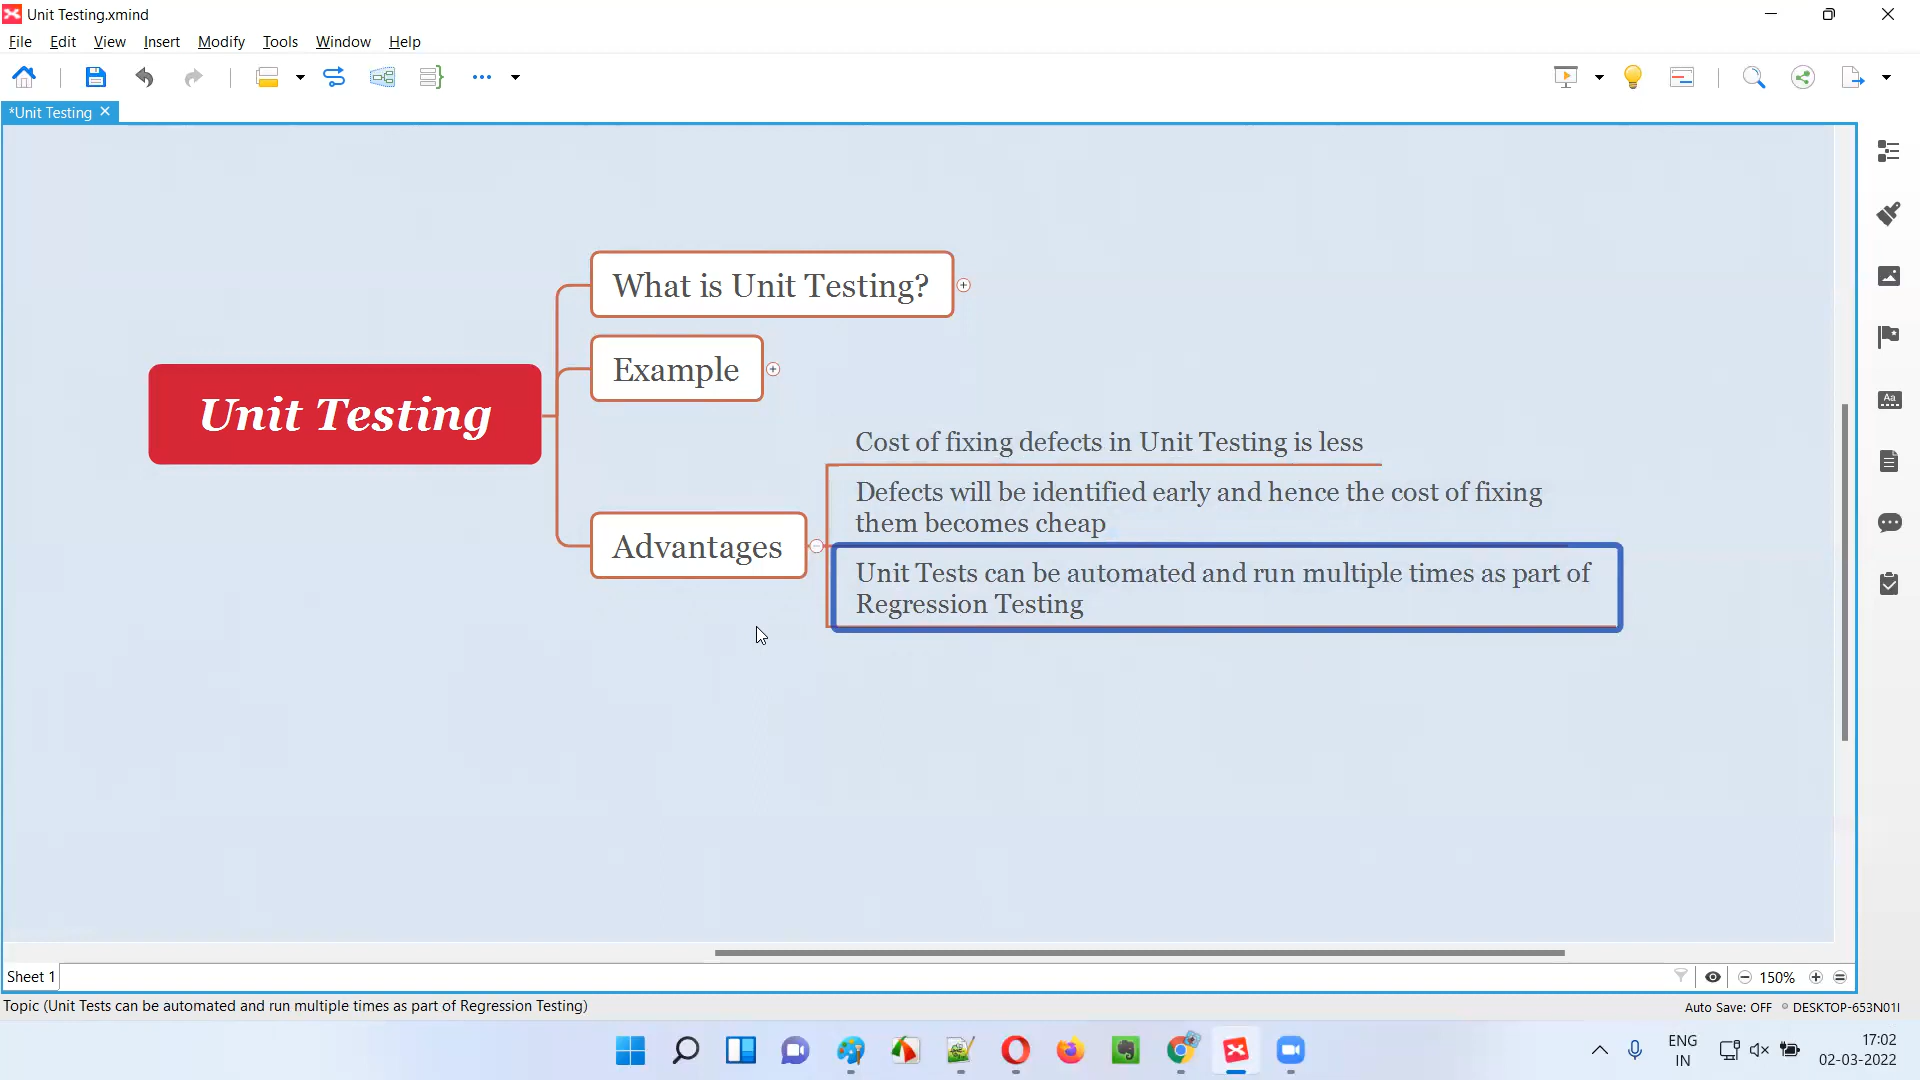 Unit Testing.xmind
File Edit View Insert Modify Tools Window Help
*Unit Testing
What is Unit Testing?
Example
Unit Testing
Cost of fixing defects in Unit Testing is less
Defects will be identified early and hence the cost of fixing
them becomes cheap
Advantages
Unit Tests can be automated and run multiple times as part of
Regression Testing
Aa
Sheet 1
150%
Topic (Unit Tests can be automated and run multiple times as part of Regression Testing)
Auto Save: OFF
DESKTOP-653N01I
ENG
IN
17:02
02-03-2022